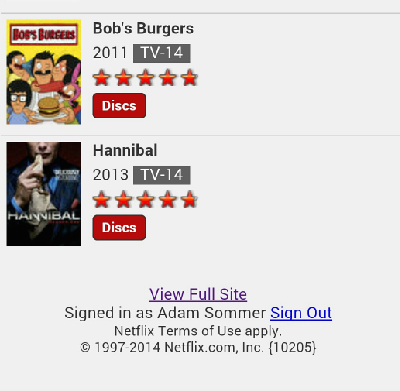 BOB'S BURGERS
Bob's Burgers
2011 TV-14
Discs
HANNIBAL
Hannibal
2013 TV-14
Discs
View Full Site
Signed in as Adam Sommer Sign Out
Netflix Terms of Use apply.
© 1997-2014 Netflix.com, Inc. {10205}